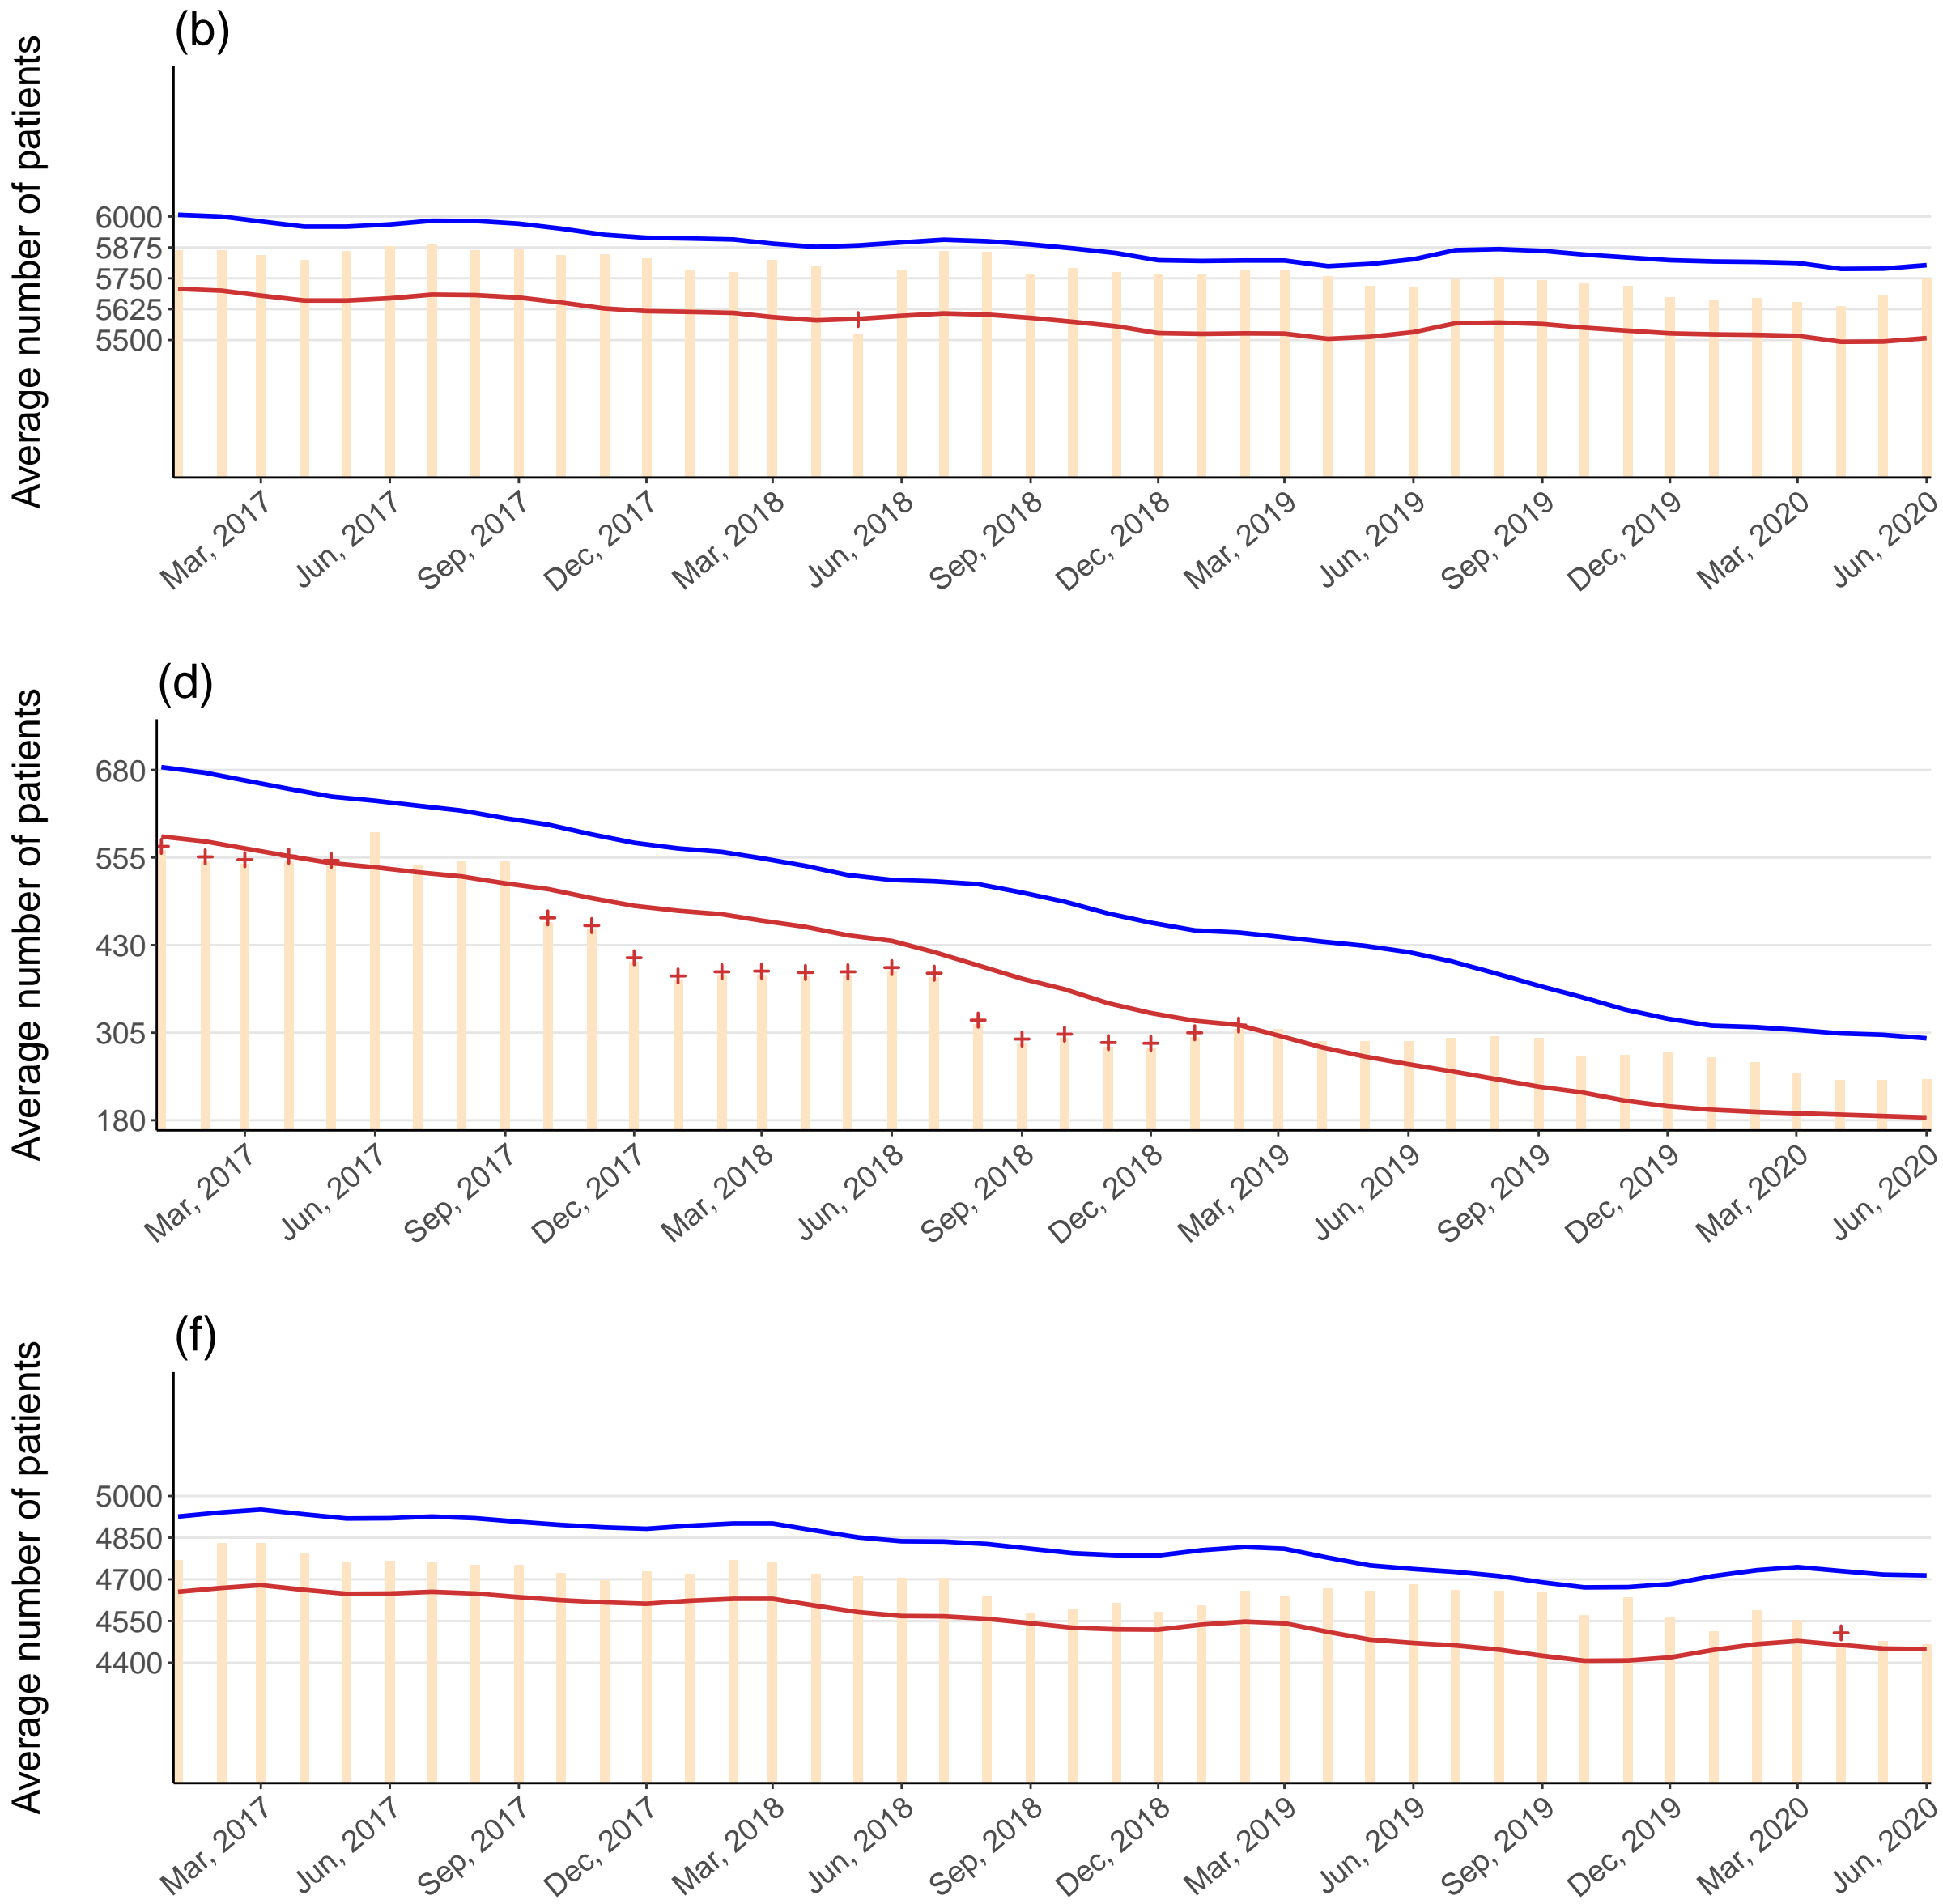 (b)
Average number of patients
6000
5875
5750
5625
5500
Mar, 2017
Jun, 2017
Sep, 2017
Dec, 2017
Mar, 2018
Jun, 2018
Sep, 2018
Dec, 2018
Mar, 2019
Jun, 2019
Sep, 2019
Dec, 2019
Mar, 2020
Jun, 2020
(d)
Average number of patients
680
555
430
305
180
Mar, 2017
Jun, 2017
Sep, 2017
Dec, 2017
Mar, 2018
Jun, 2018
Sep, 2018
Dec, 2018
Mar, 2019
Jun, 2019
Sep, 2019
Dec, 2019
Mar, 2020
Jun, 2020
(f)
Average number of patients
5000
4850
4700
4550
4400
Mar, 2017
Jun, 2017
Sep, 2017
Dec, 2017
Mar, 2018
Jun, 2018
Sep, 2018
Dec, 2018
Mar, 2019
Jun, 2019
Sep, 2019
Dec, 2019
Mar, 2020
Jun, 2020